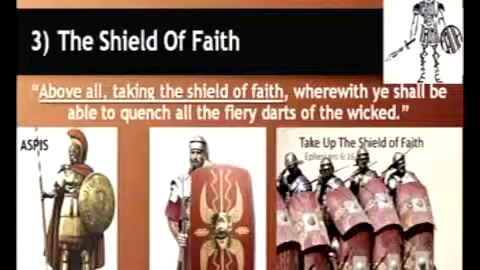 3) The Shield Of Faith
“Above all, taking the shield of faith, wherewith ye shall be
able to quench all the fiery darts of the wicked.”
ASPIS
Take Up The Shield of Faith
Ephesians 6:16